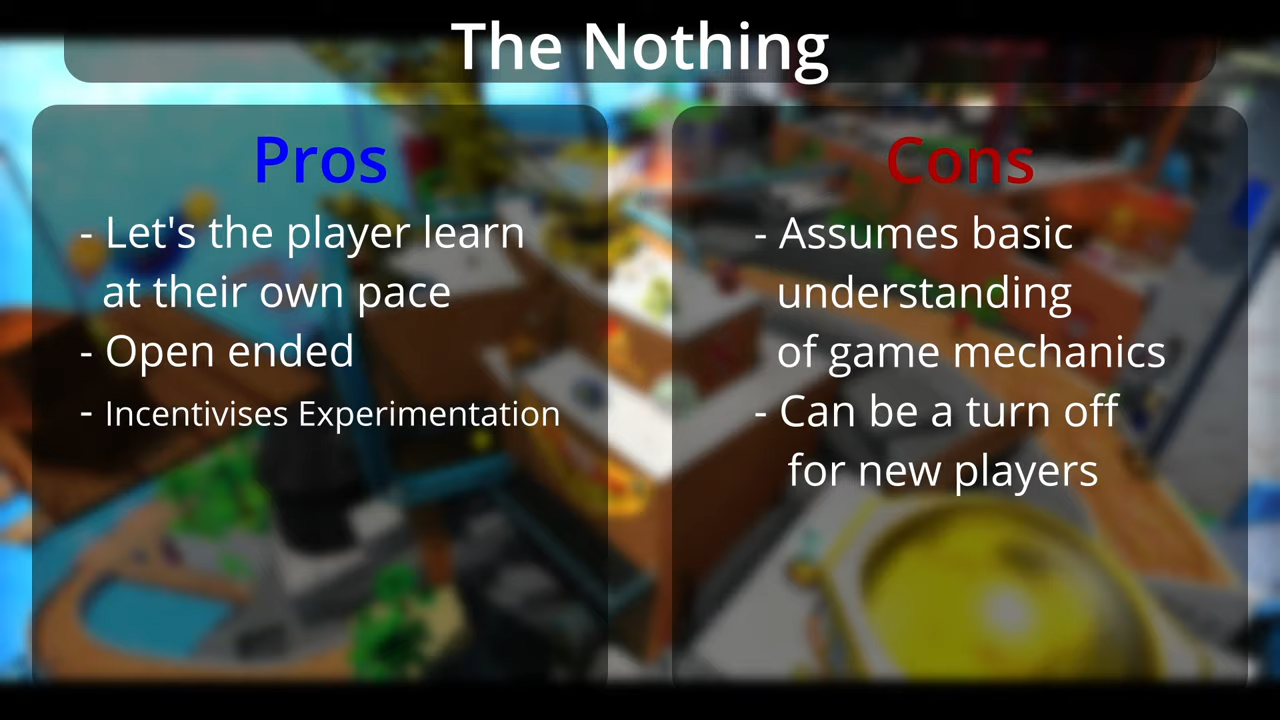 The Nothing
Pros
- Let's the player learn
at their own pace
- Open ended
- Incentivises Experimentation
Cons
- Assumes basic
understanding
of game mechanics
- Can be a turn off
for new players